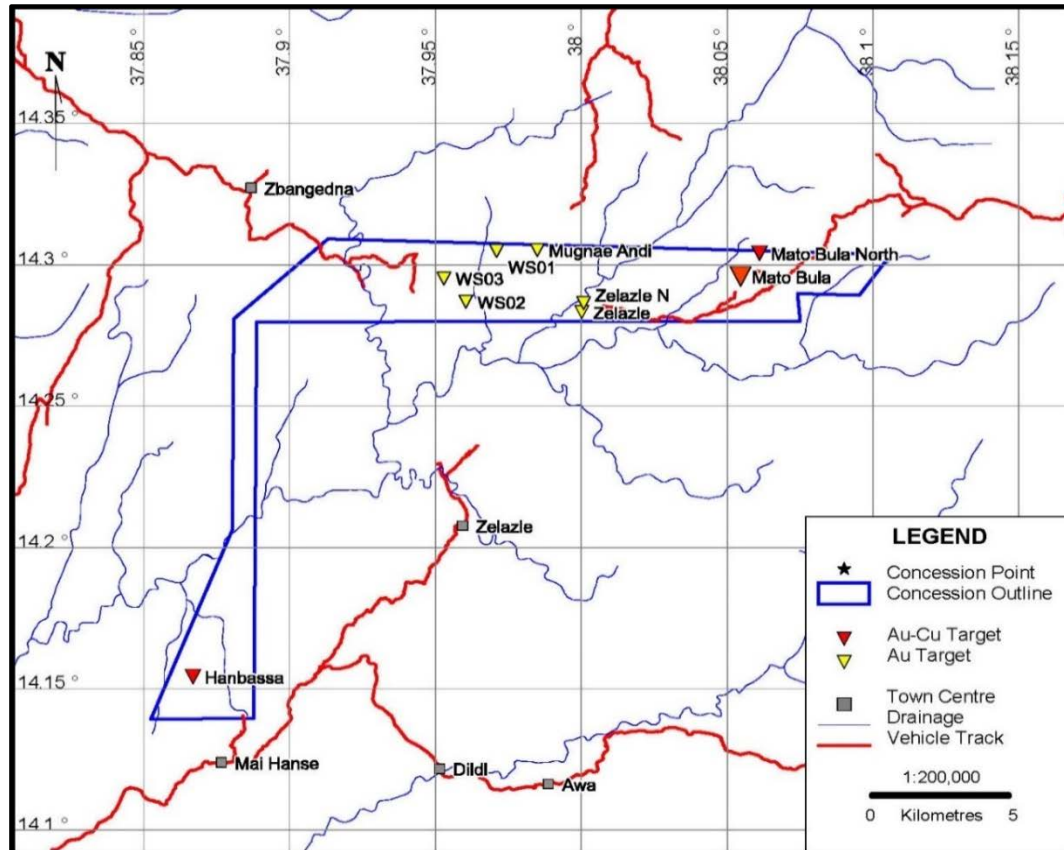 37.85°
37.9°
37.95°
38°
38.05°
38.1°
38.15°
N
14.35°
Zbangedna
14.3°
Mugnae Andi
Mato Bula North
WS01
WS03
Mato Bula
WS02
Zelazle N
Zelazle
14.25°
14.2°
Zelazle
Hanbassa
14.15°
Mai Hanse
Dildi
Awa
14.1°
LEGEND
Concession Point
Concession Outline
Au-Cu Target
Au Target
Town Centre
Drainage
Vehicle Track
1:200,000
0 Kilometres 5